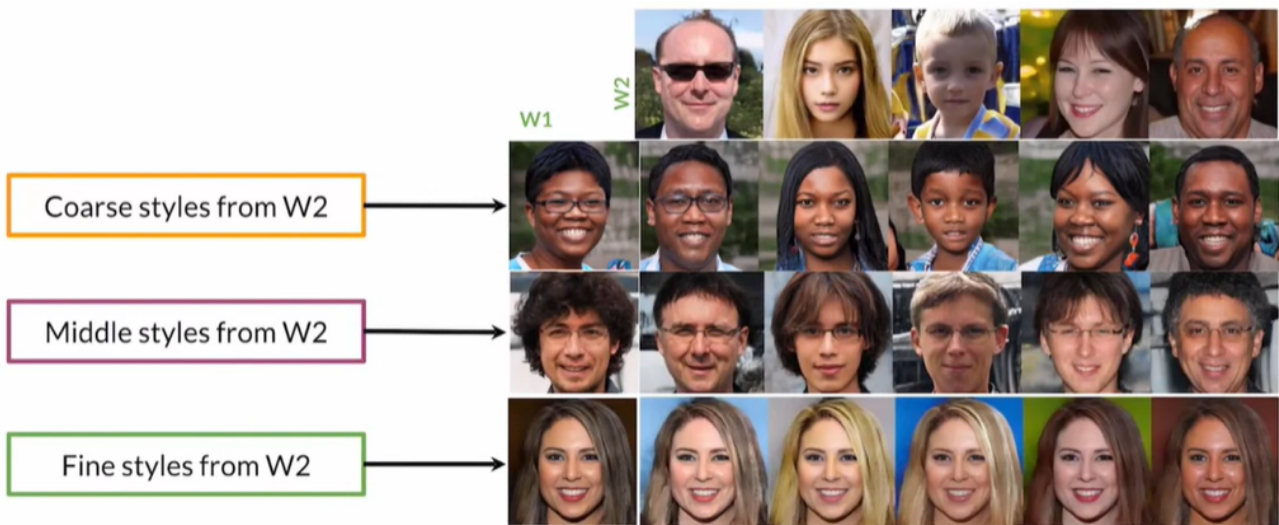 W2
W1
Coarse styles from W2
Middle styles from W2
Fine styles from W2